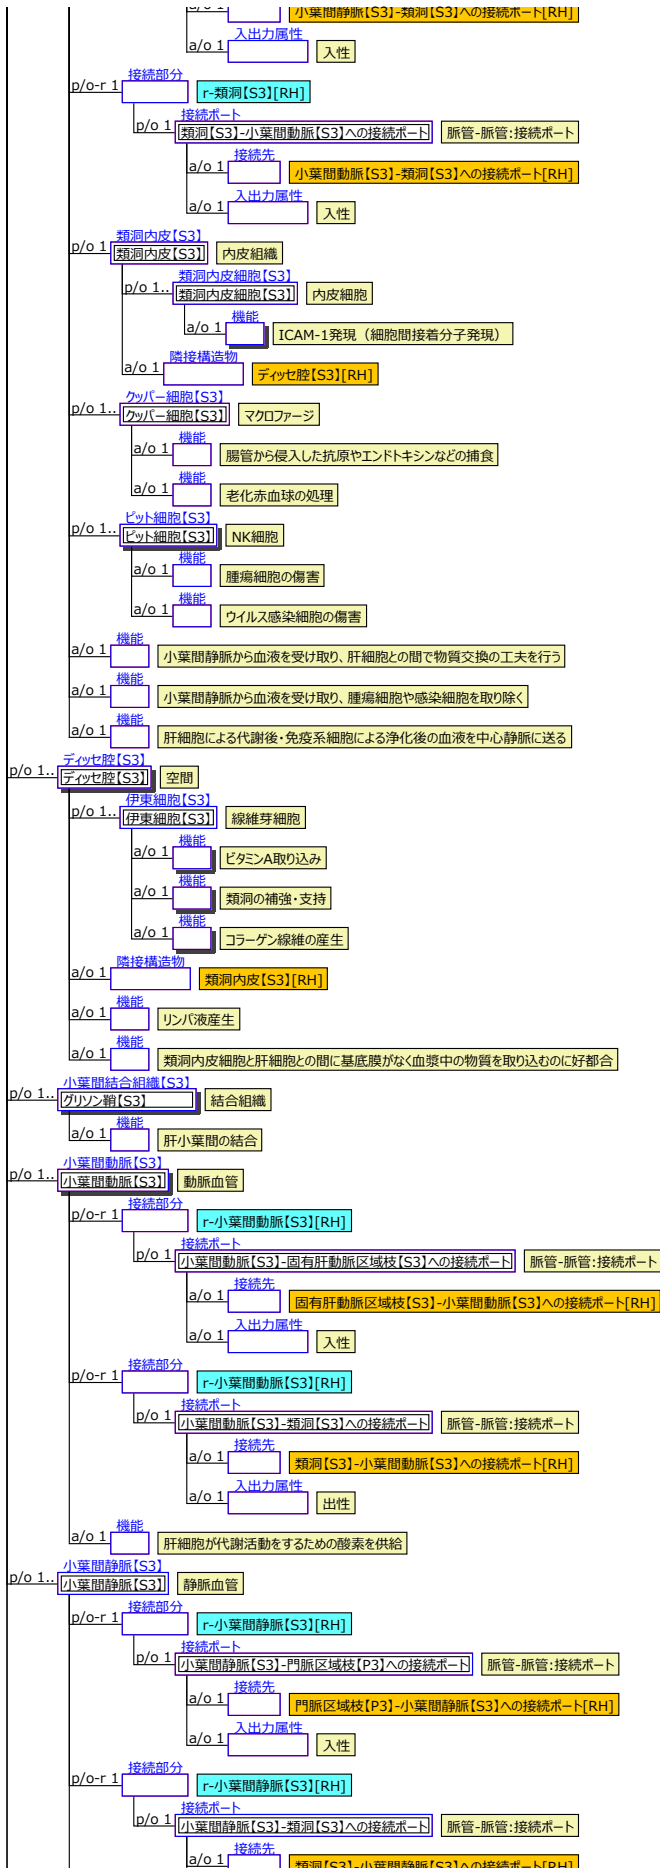 a/o 1 小葉間静脈【S3】-類洞【S3】への接続ポート[RH]
入出力属性
a/o 1 入性
接続部分
p/o-r 1 r-類洞【S3】[RH]
接続ポート
p/o 1 類洞【S3】-小葉間動脈【S3】への接続ポート 脈管-脈管:接続ポート
接続先
a/o 1 小葉間動脈【S3】-類洞【S3】への接続ポート[RH]
入出力属性
a/o 1 入性
類洞内皮【S3】
p/o 1 類洞内皮【S3】 内皮組織
類洞内皮細胞【S3】
p/o 1.. 類洞内皮細胞【S3】 内皮細胞
機能
a/o 1 ICAM-1発現（細胞間接着分子発現）
隣接構造物
a/o 1 ディッセ腔【S3】[RH]
クッパー細胞【S3】
p/o 1.. クッパー細胞【S3】 マクロファージ
機能
a/o 1 腸管から侵入した抗原やエンドトキシンなどの捕食
機能
a/o 1 老化赤血球の処理
ピット細胞【S3】
p/o 1.. ピット細胞【S3】 NK細胞
機能
a/o 1 腫瘍細胞の傷害
機能
a/o 1 ウイルス感染細胞の傷害
機能
a/o 1 小葉間静脈から血液を受け取り、肝細胞との間で物質交換の工夫を行う
機能
a/o 1 小葉間静脈から血液を受け取り、腫瘍細胞や感染細胞を取り除く
機能
a/o 1 肝細胞による代謝後・免疫系細胞による浄化後の血液を中心静脈に送る
ディッセ腔【S3】
p/o 1.. ディッセ腔【S3】 空間
伊東細胞【S3】
p/o 1.. 伊東細胞【S3】 線維芽細胞
機能
a/o 1 ビタミンA取り込み
機能
a/o 1 類洞の補強・支持
機能
a/o 1 コラーゲン線維の産生
隣接構造物
a/o 1 類洞内皮【S3】[RH]
機能
a/o 1 リンパ液産生
機能
a/o 1 類洞内皮細胞と肝細胞との間に基底膜がなく血漿中の物質を取り込むのに好都合
小葉間結合組織【S3】
p/o 1.. グリソン鞘【S3】 結合組織
機能
a/o 1 肝小葉間の結合
小葉間動脈【S3】
p/o 1.. 小葉間動脈【S3】 動脈血管
接続部分
p/o-r 1 r-小葉間動脈【S3】[RH]
接続ポート
p/o 1 小葉間動脈【S3】-固有肝動脈区域枝【S3】への接続ポート 脈管-脈管:接続ポート
接続先
a/o 1 固有肝動脈区域枝【S3】-小葉間動脈【S3】への接続ポート[RH]
入出力属性
a/o 1 入性
接続部分
p/o-r 1 r-小葉間動脈【S3】[RH]
接続ポート
p/o 1 小葉間動脈【S3】-類洞【S3】への接続ポート 脈管-脈管:接続ポート
接続先
a/o 1 類洞【S3】-小葉間動脈【S3】への接続ポート[RH]
入出力属性
a/o 1 出性
機能
a/o 1 肝細胞が代謝活動をするための酸素を供給
小葉間静脈【S3】
p/o 1.. 小葉間静脈【S3】 静脈血管
接続部分
p/o-r 1 r-小葉間静脈【S3】[RH]
接続ポート
p/o 1 小葉間静脈【S3】-門脈区域枝【P3】への接続ポート 脈管-脈管:接続ポート
接続先
a/o 1 門脈区域枝【P3】-小葉間静脈【S3】への接続ポート[RH]
入出力属性
a/o 1 入性
接続部分
p/o-r 1 r-小葉間静脈【S3】[RH]
接続ポート
p/o 1 小葉間静脈【S3】-類洞【S3】への接続ポート 脈管-脈管:接続ポート
接続先
a/o 1 類洞【S3】-小葉間静脈【S3】への接続ポート[RH]